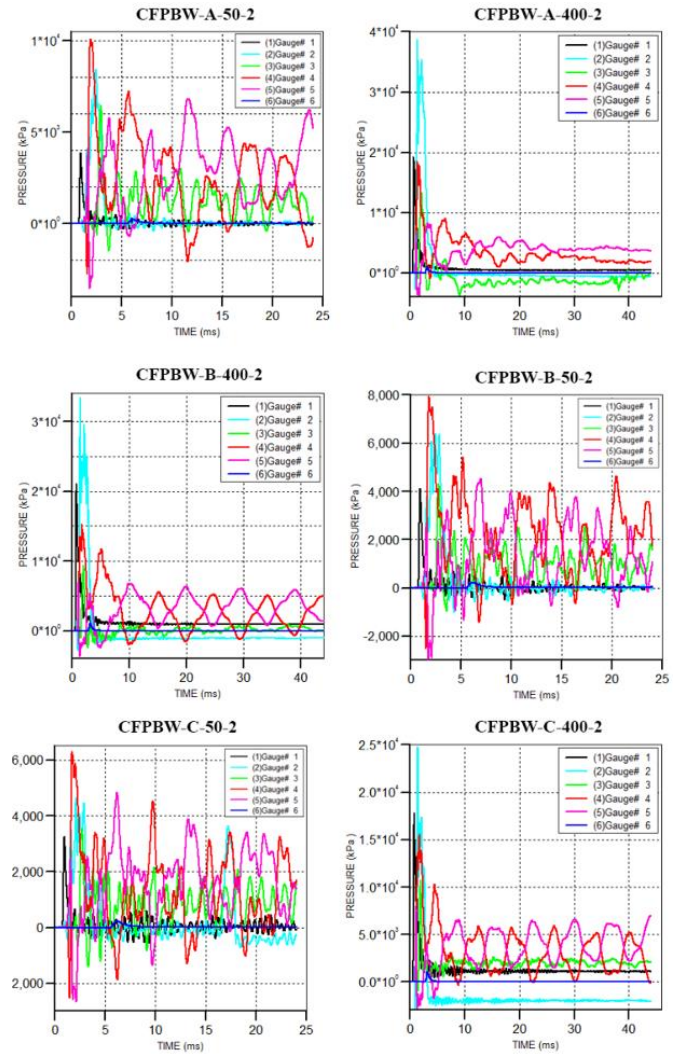 CFPBW-A-50-2
1*10⁴
5*10³
0*10⁰
PRESSURE (kPa)
(1)Gauge# 1
(2)Gauge# 2
(3)Gauge# 3
(4)Gauge# 4
(5)Gauge# 5
(6)Gauge# 6
0 5 10 15 20 25
TIME (ms)
CFPBW-A-400-2
4*10⁴
3*10⁴
2*10⁴
1*10⁴
0*10⁰
PRESSURE (kPa)
(1)Gauge# 1
(2)Gauge# 2
(3)Gauge# 3
(4)Gauge# 4
(5)Gauge# 5
(6)Gauge# 6
0 10 20 30 40
TIME (ms)
CFPBW-B-400-2
3*10⁴
2*10⁴
1*10⁴
0*10⁰
PRESSURE (kPa)
(1)Gauge# 1
(2)Gauge# 2
(3)Gauge# 3
(4)Gauge# 4
(5)Gauge# 5
(6)Gauge# 6
0 10 20 30 40
TIME (ms)
CFPBW-B-50-2
8,000
6,000
4,000
2,000
0
-2,000
PRESSURE (kPa)
(1)Gauge# 1
(2)Gauge# 2
(3)Gauge# 3
(4)Gauge# 4
(5)Gauge# 5
(6)Gauge# 6
0 5 10 15 20 25
TIME (ms)
CFPBW-C-50-2
6,000
4,000
2,000
0
2,000
PRESSURE (kPa)
(1)Gauge# 1
(2)Gauge# 2
(3)Gauge# 3
(4)Gauge# 4
(5)Gauge# 5
(6)Gauge# 6
0 5 10 15 20 25
TIME (ms)
CFPBW-C-400-2
2.5*10⁴
2.0*10⁴
1.5*10⁴
1.0*10⁴
5.0*10³
0.0*10⁰
PRESSURE (kPa)
(1)Gauge# 1
(2)Gauge# 2
(3)Gauge# 3
(4)Gauge# 4
(5)Gauge# 5
(6)Gauge# 6
0 10 20 30 40
TIME (ms)